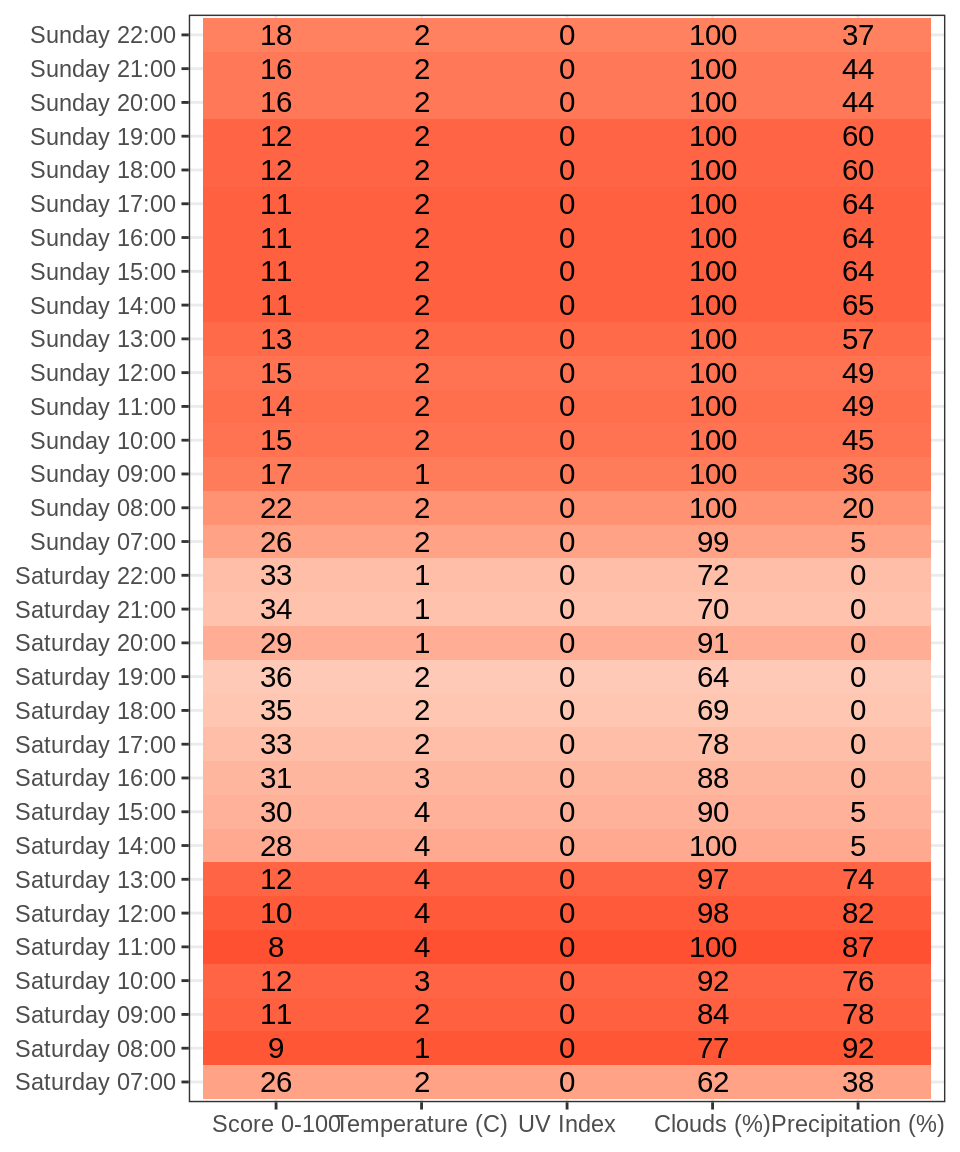 Sunday 22:00 18 2 0 100 37
Sunday 21:00 16 2 0 100 44
Sunday 20:00 16 2 0 100 44
Sunday 19:00 12 2 0 100 60
Sunday 18:00 12 2 0 100 60
Sunday 17:00 11 2 0 100 64
Sunday 16:00 11 2 0 100 64
Sunday 15:00 11 2 0 100 64
Sunday 14:00 11 2 0 100 65
Sunday 13:00 13 2 0 100 57
Sunday 12:00 15 2 0 100 49
Sunday 11:00 14 2 0 100 49
Sunday 10:00 15 2 0 100 45
Sunday 09:00 17 1 0 100 36
Sunday 08:00 22 2 0 100 20
Sunday 07:00 26 2 0 99 5
Saturday 22:00 33 1 0 72 0
Saturday 21:00 34 1 0 70 0
Saturday 20:00 29 1 0 91 0
Saturday 19:00 36 2 0 64 0
Saturday 18:00 35 2 0 69 0
Saturday 17:00 33 2 0 78 0
Saturday 16:00 31 3 0 88 0
Saturday 15:00 30 4 0 90 5
Saturday 14:00 28 4 0 100 5
Saturday 13:00 12 4 0 97 74
Saturday 12:00 10 4 0 98 82
Saturday 11:00 8 4 0 100 87
Saturday 10:00 12 3 0 92 76
Saturday 09:00 11 2 0 84 78
Saturday 08:00 9 1 0 77 92
Saturday 07:00 26 2 0 62 38
Score 0-100 Temperature (C) UV Index Clouds (%) Precipitation (%)